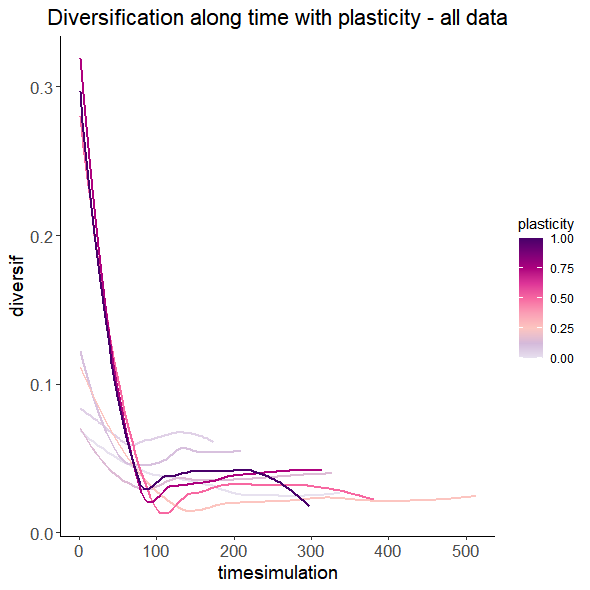 Diversification along time with plasticity - all data
diversif
0.3
0.2
0.1
0.0
0 100 200 300 400 500
timesimulation
plasticity
1.00
0.75
0.50
0.25
0.00